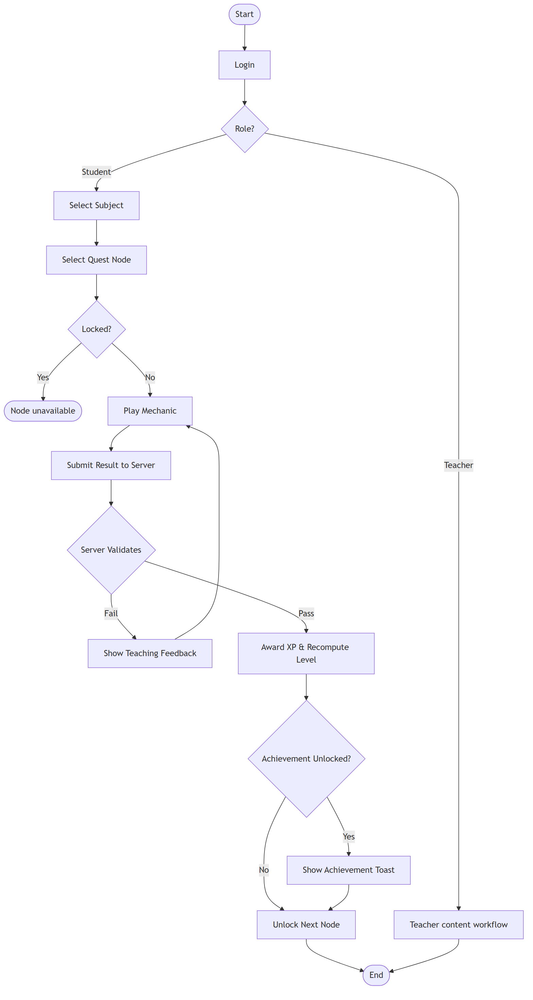 Start
Login
Role?
Student
Select Subject
Select Quest Node
Locked?
Yes
No
Node unavailable
Play Mechanic
Submit Result to Server
Teacher
Server Validates
Fail
Pass
Show Teaching Feedback
Award XP & Recompute
Level
Achievement Unlocked?
Yes
No
Show Achievement Toast
Unlock Next Node
Teacher content workflow
End